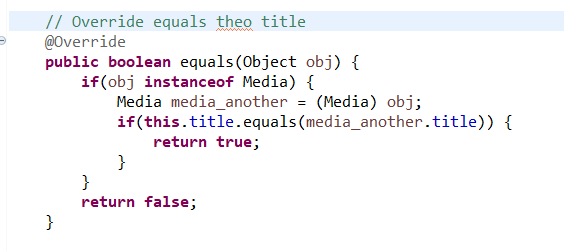 // Override equals theo title
@Override
public boolean equals(Object obj) {
if(obj instanceof Media) {
Media media_another = (Media) obj;
if(this.title.equals(media_another.title)) {
return true;
}
}
return false;
}